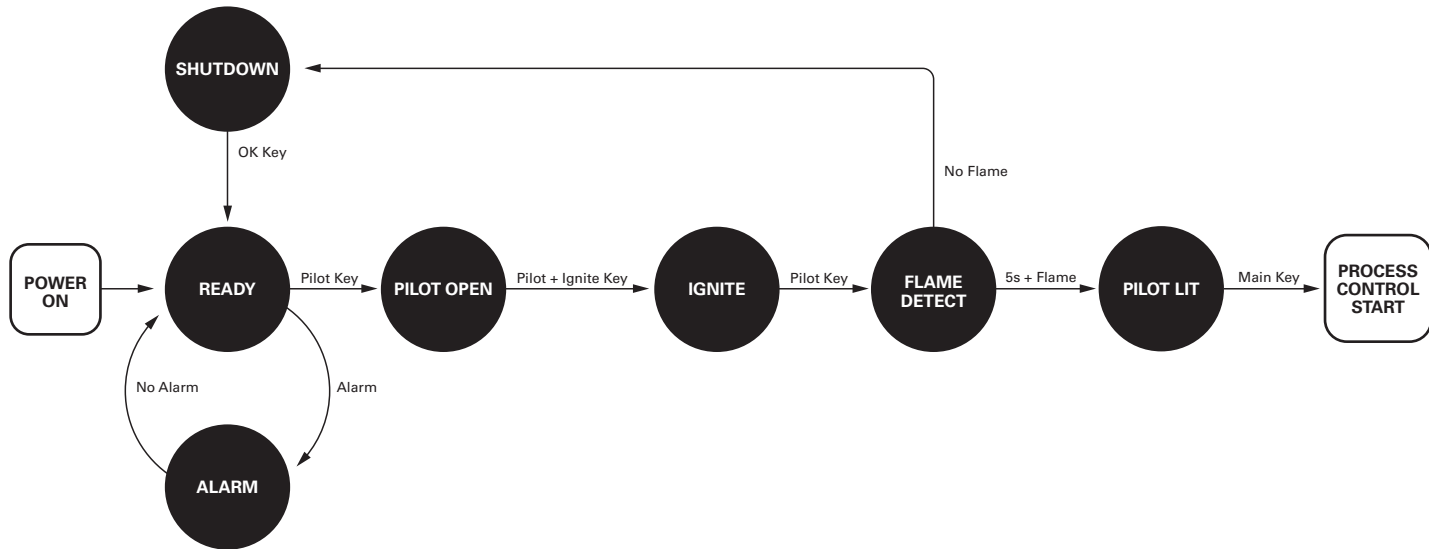 SHUTDOWN
OK Key
No Flame
POWER
ON
READY
Pilot Key
PILOT OPEN
Pilot + Ignite Key
IGNITE
Pilot Key
FLAME
DETECT
5s + Flame
PILOT LIT
Main Key
PROCESS
CONTROL
START
No Alarm
Alarm
ALARM